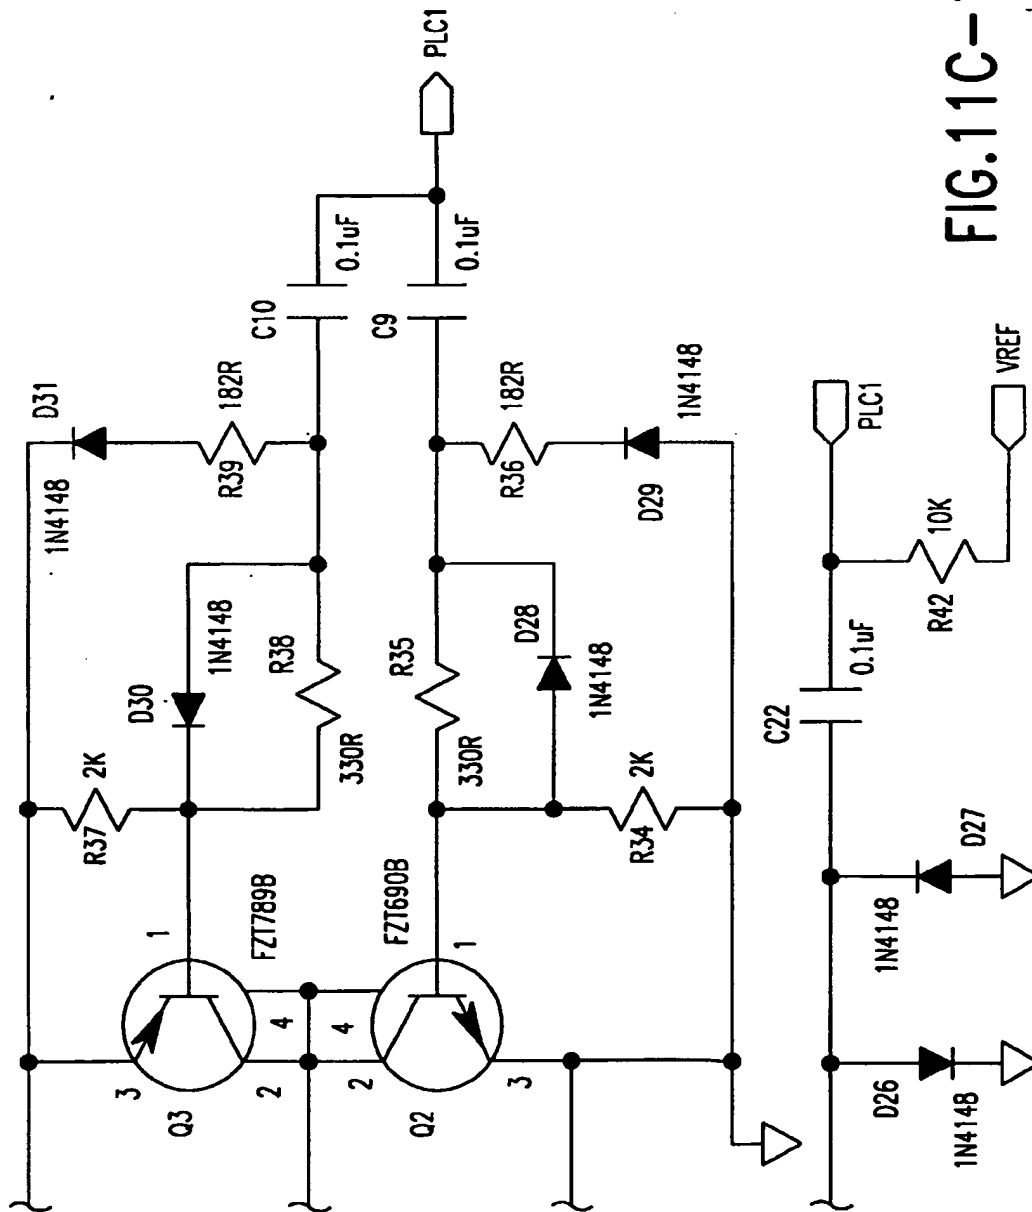 D31
1N4148
R39
182R
C10
0.1uF
PLC1
R37
2K
D30
1N4148
R38
330R
1
FZT789B
3
2
4
Q3
R35
330R
C9
0.1uF
R36
182R
D29
1N4148
D28
1N4148
R34
2K
FZT690B
1
4
2
3
Q2
C22
0.1uF
PLC1
R42
10K
VREF
D27
1N4148
D26
1N4148
FIG.11C-